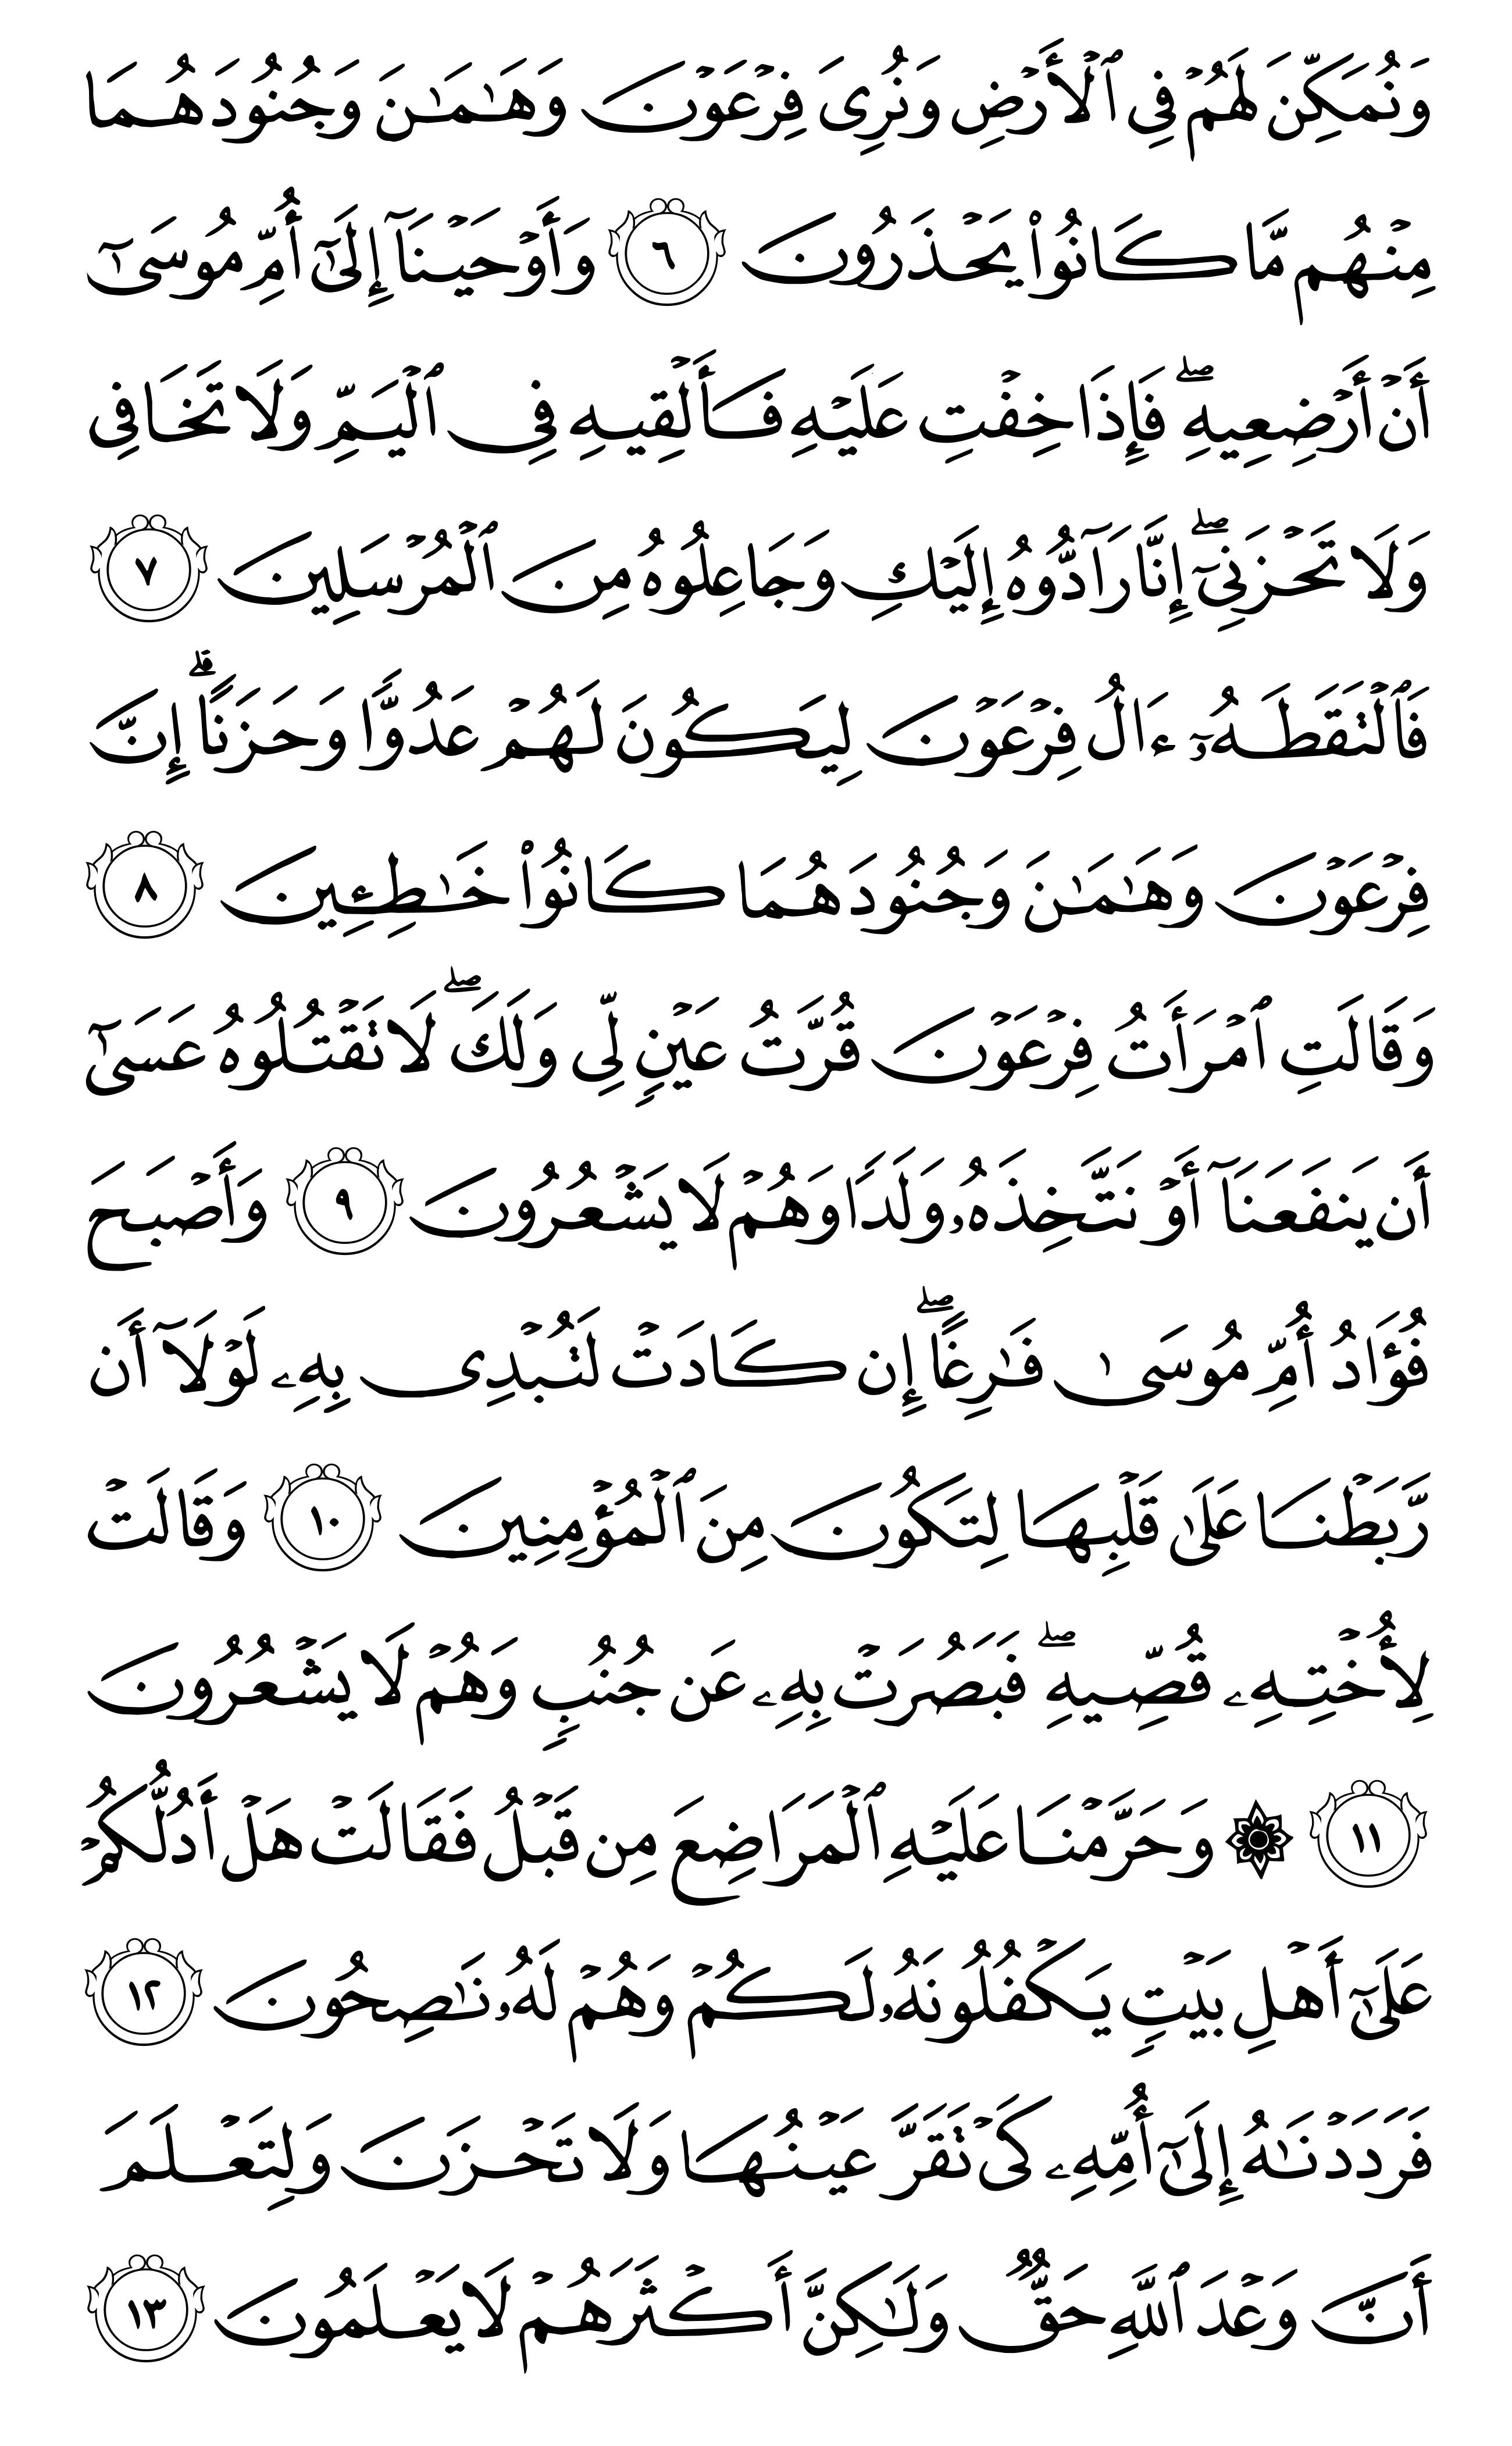 وَنُمَكِّنَ لَهُمْ فِى ٱلْأَرْضِ وَنُرِىَ فِرْعَوْنَ وَهَـٰمَـٰنَ وَجُنُودَهُمَا
مِنْهُم مَّا كَانُوا۟ يَحْذَرُونَ ٦ وَأَوْحَيْنَآ إِلَىٰٓ أُمِّ مُوسَىٰٓ
أَنْ أَرْضِعِيهِ ۖ فَإِذَا خِفْتِ عَلَيْهِ فَأَلْقِيهِ فِى ٱلْيَمِّ وَلَا تَخَافِى
وَلَا تَحْزَنِىٓ ۖ إِنَّا رَآدُّوهُ إِلَيْكِ وَجَاعِلُوهُ مِنَ ٱلْمُرْسَلِينَ ٧
فَٱلْتَقَطَهُۥٓ ءَالُ فِرْعَوْنَ لِيَكُونَ لَهُمْ عَدُوًّا وَحَزَنًا ۗ إِنَّ
فِرْعَوْنَ وَهَـٰمَـٰنَ وَجُنُودَهُمَا كَانُوا۟ خَـٰطِـِٔينَ ٨
وَقَالَتِ ٱمْرَأَتُ فِرْعَوْنَ قُرَّتُ عَيْنٍ لِّى وَلَكَ ۖ لَا تَقْتُلُوهُ عَسَىٰٓ
أَن يَنفَعَنَآ أَوْ نَتَّخِذَهُۥ وَلَدًا وَهُمْ لَا يَشْعُرُونَ ٩ وَأَصْبَحَ
فُؤَادُ أُمِّ مُوسَىٰ فَـٰرِغًا ۖ إِن كَادَتْ لَتُبْدِى بِهِۦ لَوْلَآ أَن
رَّبَطْنَا عَلَىٰ قَلْبِهَا لِتَكُونَ مِنَ ٱلْمُؤْمِنِينَ ١٠ وَقَالَتْ
لِأُخْتِهِۦ قُصِّيهِ ۖ فَبَصُرَتْ بِهِۦ عَن جُنُبٍ وَهُمْ لَا يَشْعُرُونَ
١١ ۞ وَحَرَّمْنَا عَلَيْهِ ٱلْمَرَاضِعَ مِن قَبْلُ فَقَالَتْ هَلْ أَدُلُّكُمْ
عَلَىٰٓ أَهْلِ بَيْتٍ يَكْفُلُونَهُۥ لَكُمْ وَهُمْ لَهُۥ نَـٰصِحُونَ ١٢
فَرَدَدْنَـٰهُ إِلَىٰٓ أُمِّهِۦ كَىْ تَقَرَّ عَيْنُهَا وَلَا تَحْزَنَ وَلِتَعْلَمَ
أَنَّ وَعْدَ ٱللَّهِ حَقٌّ وَلَـٰكِنَّ أَكْثَرَهُمْ لَا يَعْلَمُونَ ١٣